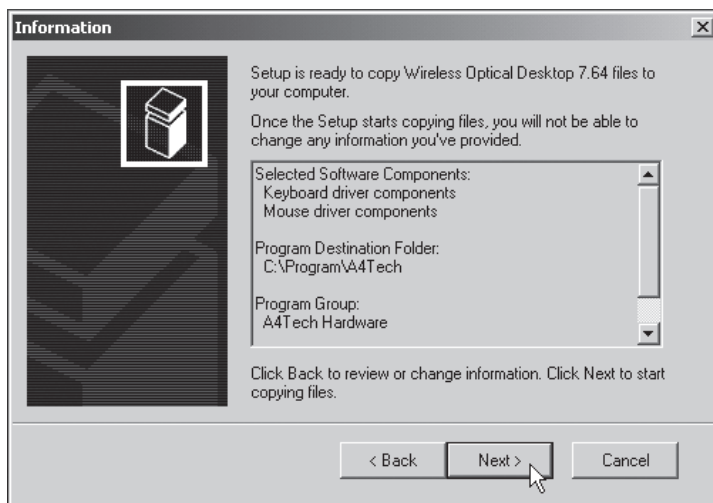 Information
Setup is ready to copy Wireless Optical Desktop 7.64 files to
your computer.
Once the Setup starts copying files, you will not be able to
change any information you've provided.
Selected Software Components:
Keyboard driver components
Mouse driver components
Program Destination Folder:
C:\Program\A4Tech
Program Group:
A4Tech Hardware
Click Back to review or change information. Click Next to start
copying files.
< Back
Next >
Cancel